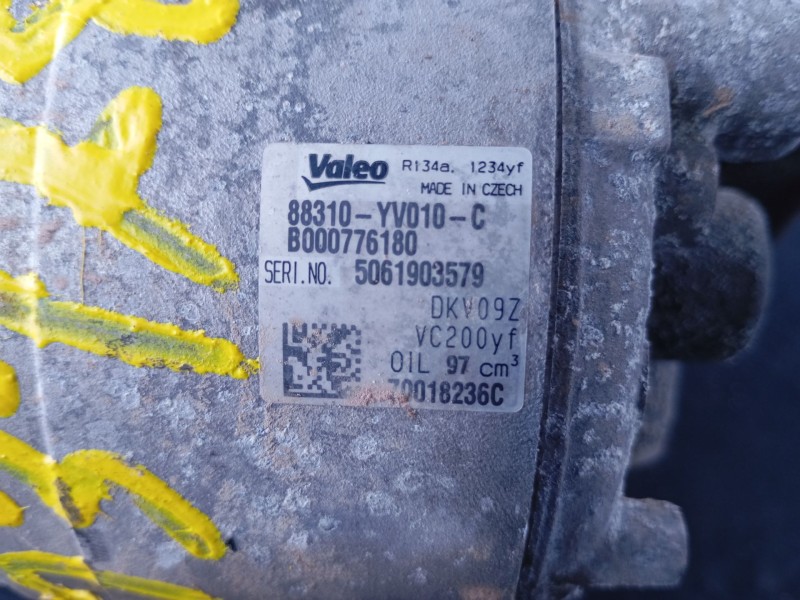 Valeo R134a. 1234yf
MADE IN CZECH
88310-YV010-C
B000776180
SERI.NO. 5061903579
DKV09Z
VC200yf
OIL 97 cm³
Z0018236C